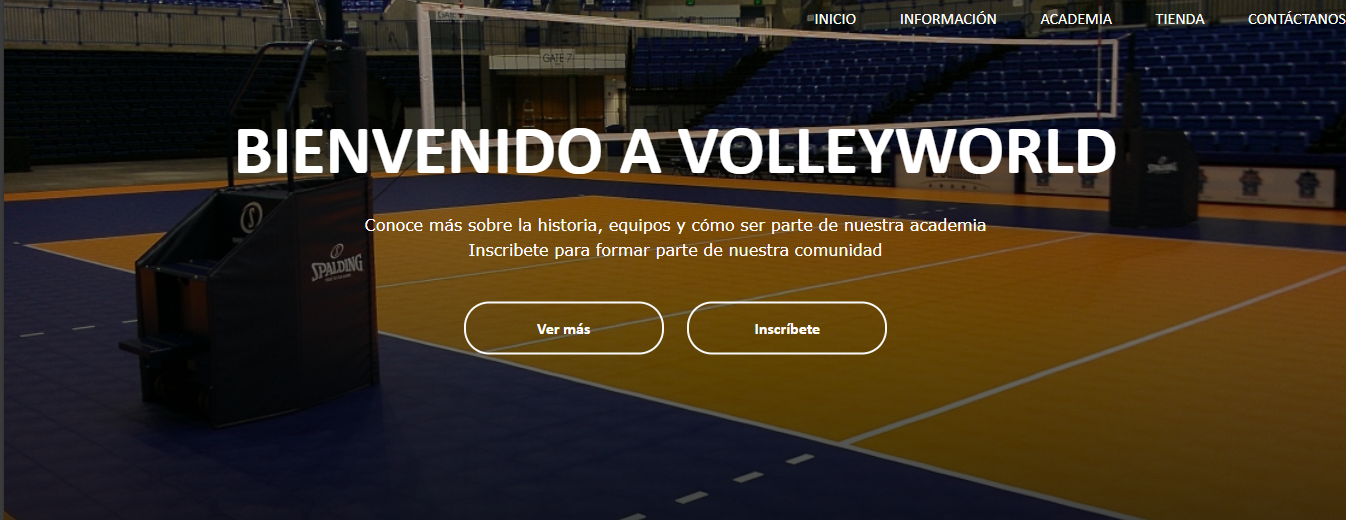 INICIO INFORMACIÓN ACADEMIA TIENDA CONTÁCTANOS
GATE 7
BIENVENIDO A VOLLEYWORLD
Conoce más sobre la historia, equipos y cómo ser parte de nuestra academia
Inscribete para formar parte de nuestra comunidad
SPALDING
Ver más Inscríbete